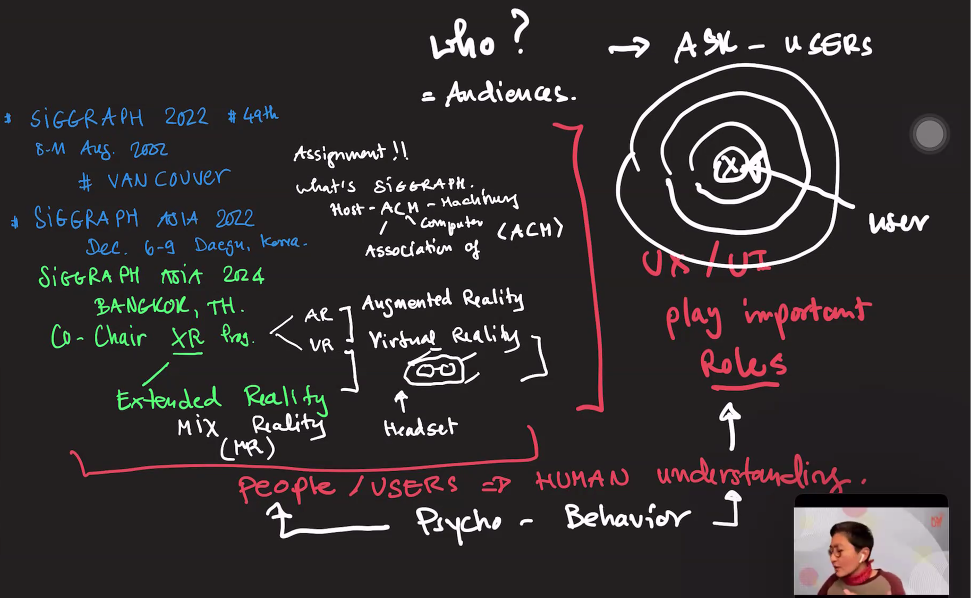 Who ?
→ ASK - USERS
= Audiences.
* SIGGRAPH 2022 # 49th
8-11 Aug. 2022
# VANCOUVER
* SIGGRAPH ASIA 2022
Dec. 6-9 Daegu, Korea.
SIGGRAPH ASIA 2024
BANGKOK, TH.
Co-Chair XR Prog.
AR
VR
Extended Reality
Mix Reality
(MR)
Assignment !!
What's SIGGRAPH.
Host - ACM - Machinery
Computer
Association of
(ACM)
Augmented Reality
Virtual Reality
Headset
X
user
UX / UI
play important
Roles
PEOPLE / USERS ⇒ HUMAN understanding.
Psycho - Behavior